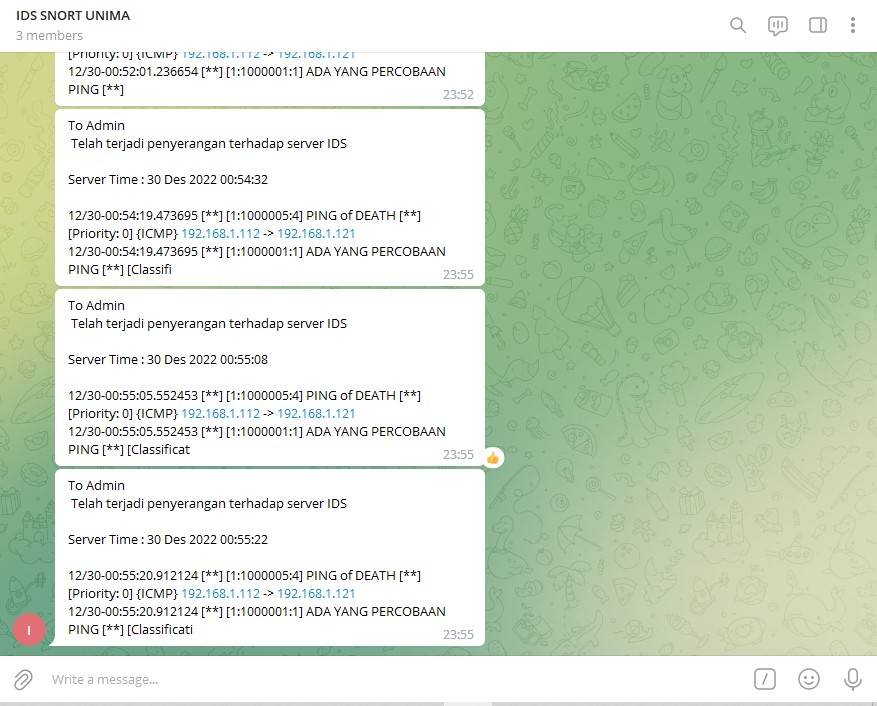 IDS SNORT UNIMA
3 members
[Priority: 0] {ICMP} 192.168.1.112 -> 192.168.1.121
12/30-00:52:01.236654 [**] [1:1000001:1] ADA YANG PERCOBAAN
PING [**]
23:52
To Admin
Telah terjadi penyerangan terhadap server IDS
Server Time : 30 Des 2022 00:54:32
12/30-00:54:19.473695 [**] [1:1000005:4] PING of DEATH [**]
[Priority: 0] {ICMP} 192.168.1.112 -> 192.168.1.121
12/30-00:54:19.473695 [**] [1:1000001:1] ADA YANG PERCOBAAN
PING [**] [Classifi
23:55
To Admin
Telah terjadi penyerangan terhadap server IDS
Server Time : 30 Des 2022 00:55:08
12/30-00:55:05.552453 [**] [1:1000005:4] PING of DEATH [**]
[Priority: 0] {ICMP} 192.168.1.112 -> 192.168.1.121
12/30-00:55:05.552453 [**] [1:1000001:1] ADA YANG PERCOBAAN
PING [**] [Classificat
23:55
To Admin
Telah terjadi penyerangan terhadap server IDS
Server Time : 30 Des 2022 00:55:22
12/30-00:55:20.912124 [**] [1:1000005:4] PING of DEATH [**]
[Priority: 0] {ICMP} 192.168.1.112 -> 192.168.1.121
12/30-00:55:20.912124 [**] [1:1000001:1] ADA YANG PERCOBAAN
PING [**] [Classificati
23:55
I
Write a message...